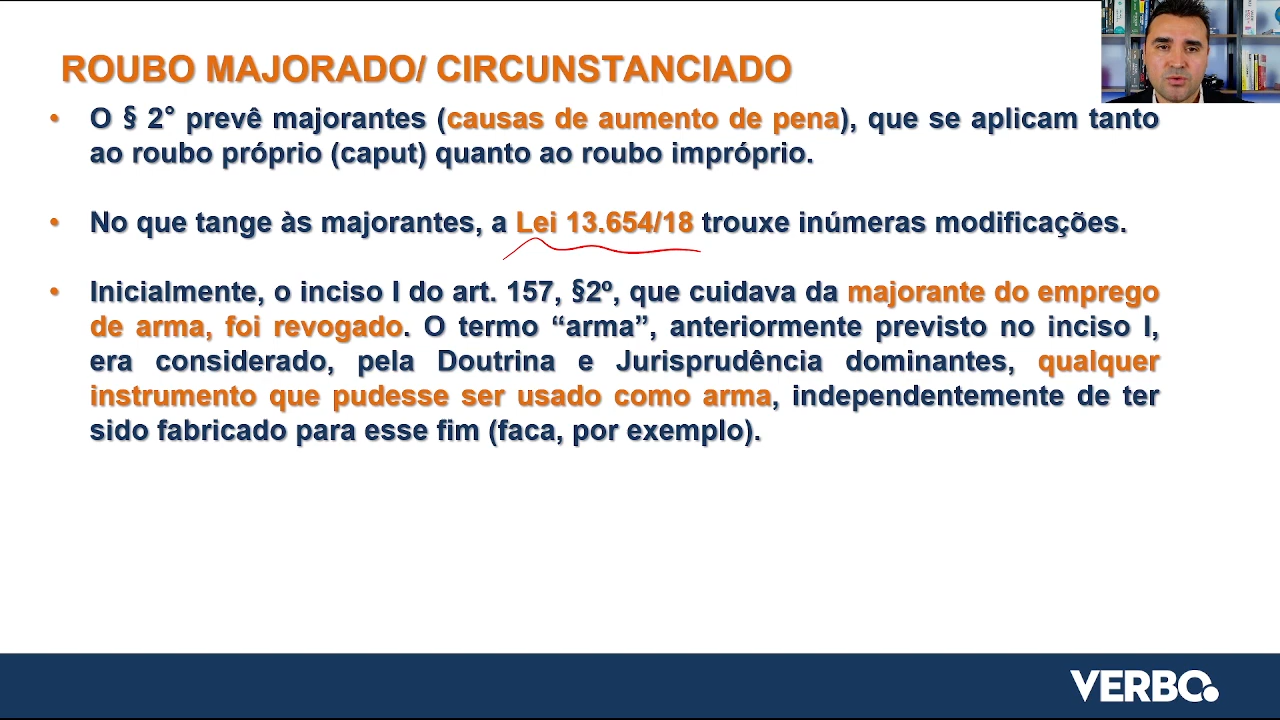 ROUBO MAJORADO/ CIRCUNSTANCIADO
• O § 2° prevê majorantes (causas de aumento de pena), que se aplicam tanto
ao roubo próprio (caput) quanto ao roubo impróprio.
• No que tange às majorantes, a Lei 13.654/18 trouxe inúmeras modificações.
• Inicialmente, o inciso I do art. 157, §2º, que cuidava da majorante do emprego
de arma, foi revogado. O termo “arma”, anteriormente previsto no inciso I,
era considerado, pela Doutrina e Jurisprudência dominantes, qualquer
instrumento que pudesse ser usado como arma, independentemente de ter
sido fabricado para esse fim (faca, por exemplo).
VERBO